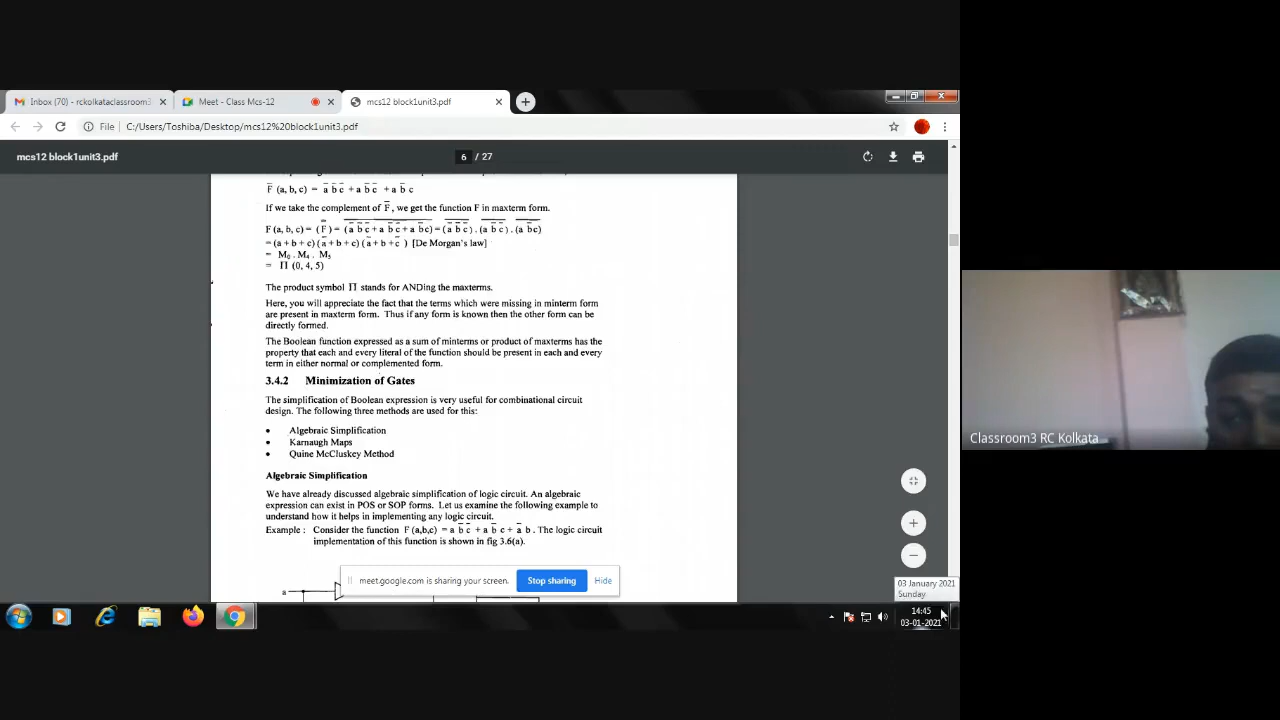 Inbox (70) - rckolkataclassroom3
Meet - Class Mcs-12
mcs12 block1unit3.pdf
File
C:/Users/Toshiba/Desktop/mcs12%20block1unit3.pdf
mcs12 block1unit3.pdf
6 / 27
F̅ (a, b, c) = a̅ b̅ c̅ + a b̅ c̅ + a b̅ c
If we take the complement of F̅, we get the function F in maxterm form.
= (a+b+c) (a̅+b+c) (a̅+b+c̅) [De Morgan's law]
= M0 . M4 . M5
= Π (0, 4, 5)
The product symbol Π stands for ANDing the maxterms.
Here, you will appreciate the fact that the terms which were missing in minterm form
are present in maxterm form. Thus if any form is known then the other form can be
directly formed.
The Boolean function expressed as a sum of minterms or product of maxterms has the
property that each and every literal of the function should be present in each and every
term in either normal or complemented form.
3.4.2 Minimization of Gates
The simplification of Boolean expression is very useful for combinational circuit
design. The following three methods are used for this:
• Algebraic Simplification
• Karnaugh Maps
• Quine McCluskey Method
Algebraic Simplification
We have already discussed algebraic simplification of logic circuit. An algebraic
expression can exist in POS or SOP forms. Let us examine the following example to
understand how it helps in implementing any logic circuit.
Example : Consider the function F (a,b,c) = a b̅ c̅ + a b̅ c + a̅ b . The logic circuit
implementation of this function is shown in fig 3.6(a).
a
meet.google.com is sharing your screen.
Stop sharing
Hide
Classroom3 RC Kolkata
03 January 2021
Sunday
14:45
03-01-2021